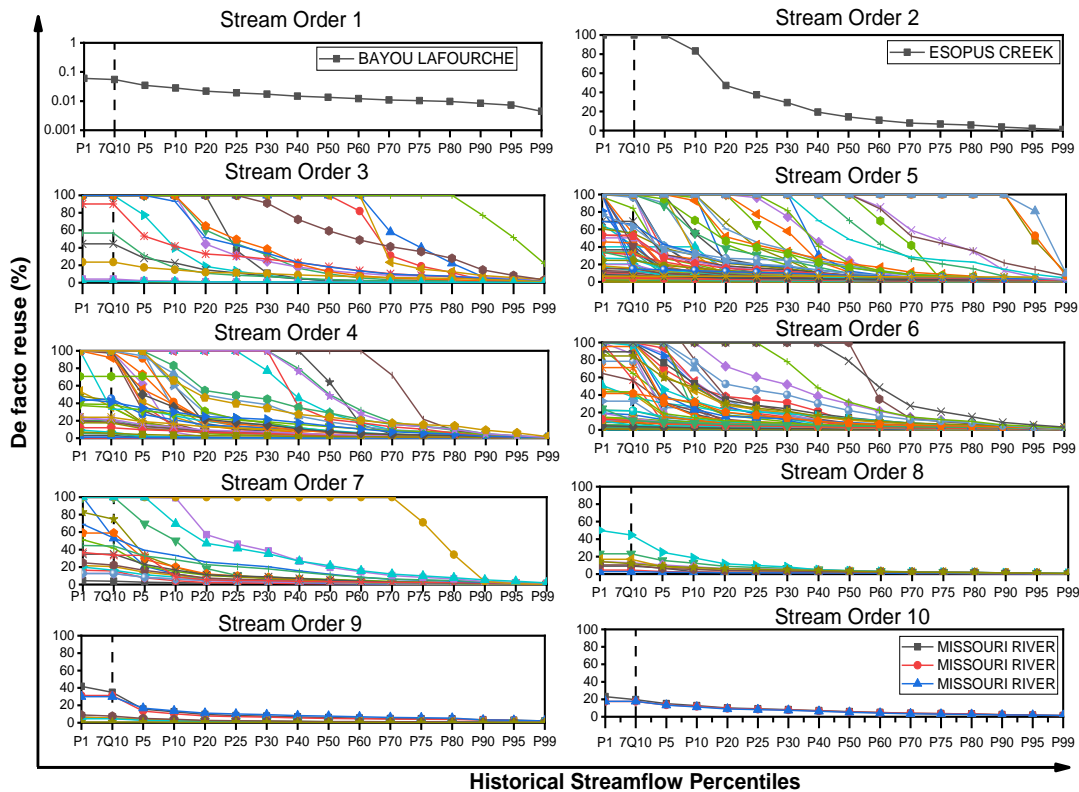 De facto reuse (%)
Stream Order 1
1
0.1
0.01
0.001
BAYOU LAFOURCHE
P1 7Q10 P5 P10 P20 P25 P30 P40 P50 P60 P70 P75 P80 P90 P95 P99
Stream Order 2
100
80
60
40
20
0
ESOPUS CREEK
P1 7Q10 P5 P10 P20 P25 P30 P40 P50 P60 P70 P75 P80 P90 P95 P99
Stream Order 3
100
80
60
40
20
0
P1 7Q10 P5 P10 P20 P25 P30 P40 P50 P60 P70 P75 P80 P90 P95 P99
Stream Order 5
100
80
60
40
20
0
P1 7Q10 P5 P10 P20 P25 P30 P40 P50 P60 P70 P75 P80 P90 P95 P99
Stream Order 4
100
80
60
40
20
0
P1 7Q10 P5 P10 P20 P25 P30 P40 P50 P60 P70 P75 P80 P90 P95 P99
Stream Order 6
100
80
60
40
20
0
P1 7Q10 P5 P10 P20 P25 P30 P40 P50 P60 P70 P75 P80 P90 P95 P99
Stream Order 7
100
80
60
40
20
0
P1 7Q10 P5 P10 P20 P25 P30 P40 P50 P60 P70 P75 P80 P90 P95 P99
Stream Order 8
100
80
60
40
20
0
P1 7Q10 P5 P10 P20 P25 P30 P40 P50 P60 P70 P75 P80 P90 P95 P99
Stream Order 9
100
80
60
40
20
0
P1 7Q10 P5 P10 P20 P25 P30 P40 P50 P60 P70 P75 P80 P90 P95 P99
Stream Order 10
100
80
60
40
20
0
MISSOURI RIVER
MISSOURI RIVER
MISSOURI RIVER
P1 7Q10 P5 P10 P20 P25 P30 P40 P50 P60 P70 P75 P80 P90 P95 P99
Historical Streamflow Percentiles